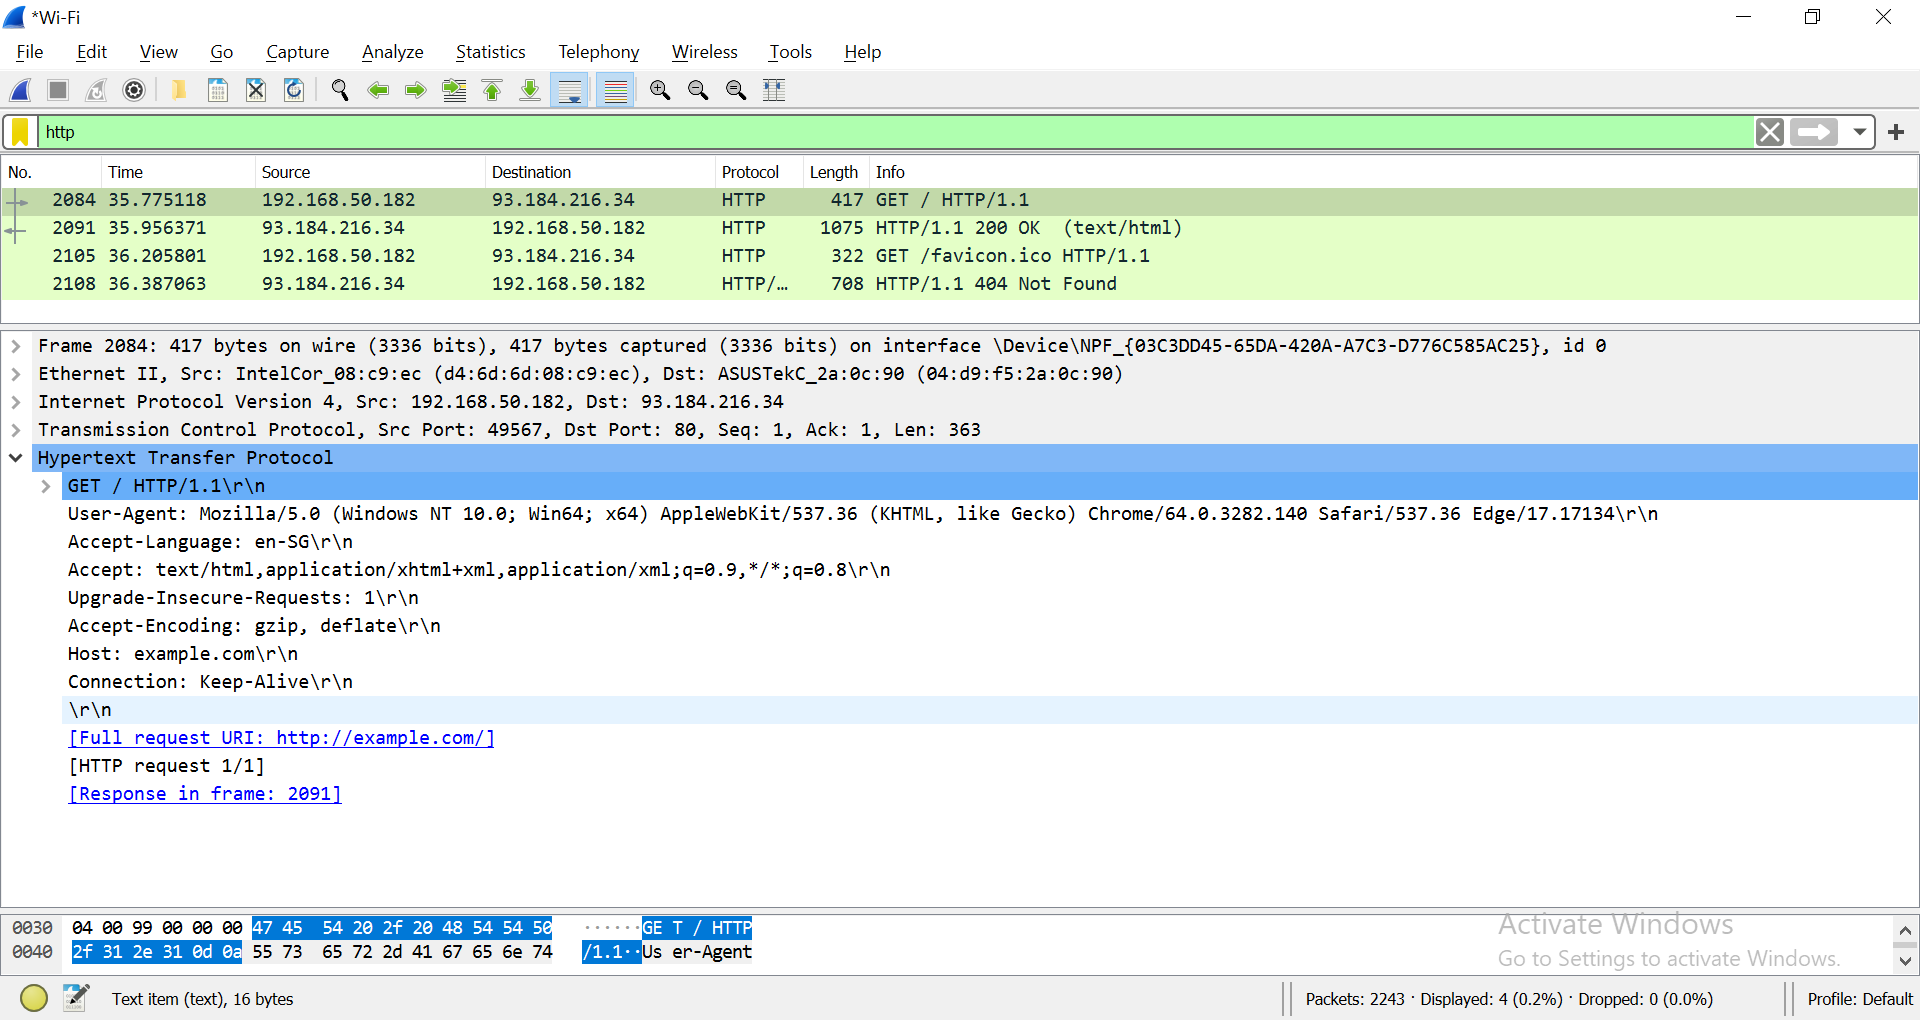 *Wi-Fi
File Edit View Go Capture Analyze Statistics Telephony Wireless Tools Help
http
No. Time Source Destination Protocol Length Info
2084 35.775118 192.168.50.182 93.184.216.34 HTTP 417 GET / HTTP/1.1
2091 35.956371 93.184.216.34 192.168.50.182 HTTP 1075 HTTP/1.1 200 OK (text/html)
2105 36.205801 192.168.50.182 93.184.216.34 HTTP 322 GET /favicon.ico HTTP/1.1
2108 36.387063 93.184.216.34 192.168.50.182 HTTP/… 708 HTTP/1.1 404 Not Found
Frame 2084: 417 bytes on wire (3336 bits), 417 bytes captured (3336 bits) on interface \Device\NPF_{03C3DD45-65DA-420A-A7C3-D776C585AC25}, id 0
Ethernet II, Src: IntelCor_08:c9:ec (d4:6d:6d:08:c9:ec), Dst: ASUSTekC_2a:0c:90 (04:d9:f5:2a:0c:90)
Internet Protocol Version 4, Src: 192.168.50.182, Dst: 93.184.216.34
Transmission Control Protocol, Src Port: 49567, Dst Port: 80, Seq: 1, Ack: 1, Len: 363
Hypertext Transfer Protocol
GET / HTTP/1.1\r\n
User-Agent: Mozilla/5.0 (Windows NT 10.0; Win64; x64) AppleWebKit/537.36 (KHTML, like Gecko) Chrome/64.0.3282.140 Safari/537.36 Edge/17.17134\r\n
Accept-Language: en-SG\r\n
Accept: text/html,application/xhtml+xml,application/xml;q=0.9,*/*;q=0.8\r\n
Upgrade-Insecure-Requests: 1\r\n
Accept-Encoding: gzip, deflate\r\n
Host: example.com\r\n
Connection: Keep-Alive\r\n
\r\n
[Full request URI: http://example.com/]
[HTTP request 1/1]
[Response in frame: 2091]
0030 04 00 99 00 00 00 47 45 54 20 2f 20 48 54 54 50 ······GE T / HTTP
0040 2f 31 2e 31 0d 0a 55 73 65 72 2d 41 67 65 6e 74 /1.1··Us er-Agent
Activate Windows
Go to Settings to activate Windows.
Text item (text), 16 bytes Packets: 2243 · Displayed: 4 (0.2%) · Dropped: 0 (0.0%) Profile: Default